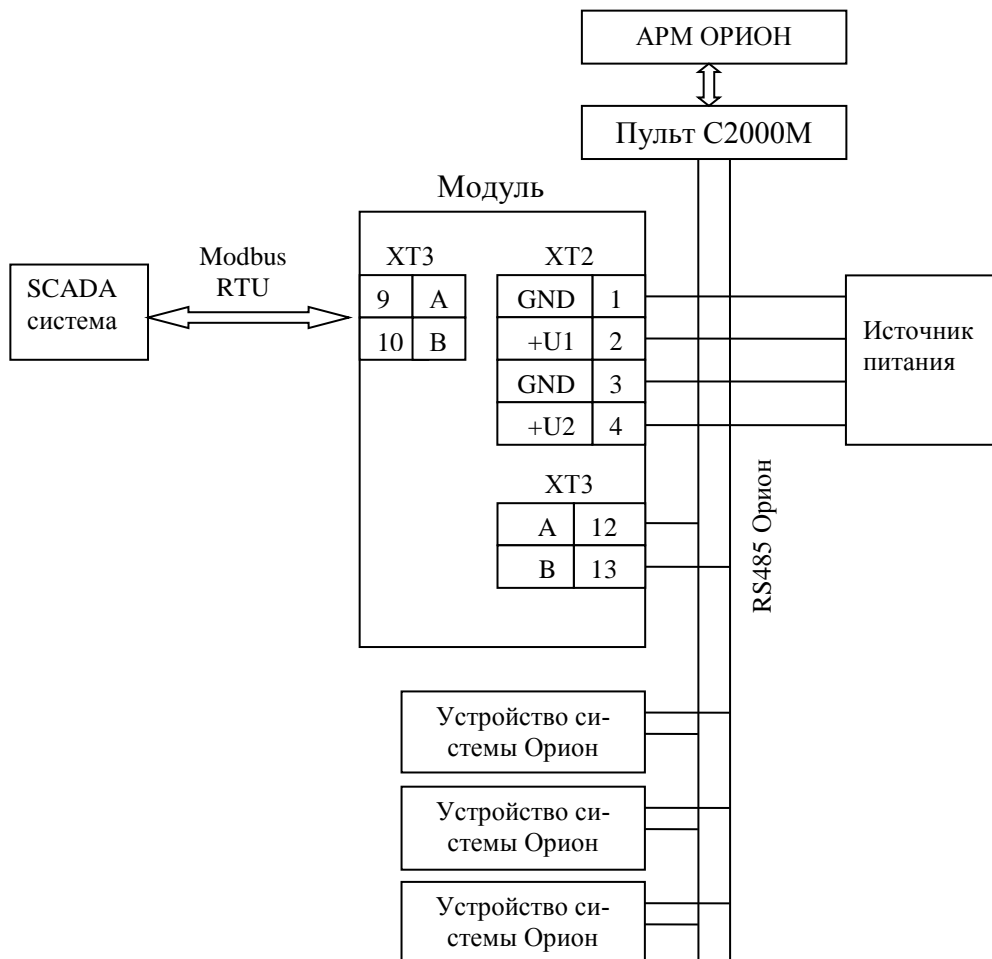 АРМ ОРИОН
Пульт С2000М
Модуль
Modbus
RTU
SCADA
система
XT3
9 A
10 B
XT2
GND 1
+U1 2
GND 3
+U2 4
Источник
питания
XT3
A 12
B 13
RS485 Орион
Устройство си-
стемы Орион
Устройство си-
стемы Орион
Устройство си-
стемы Орион